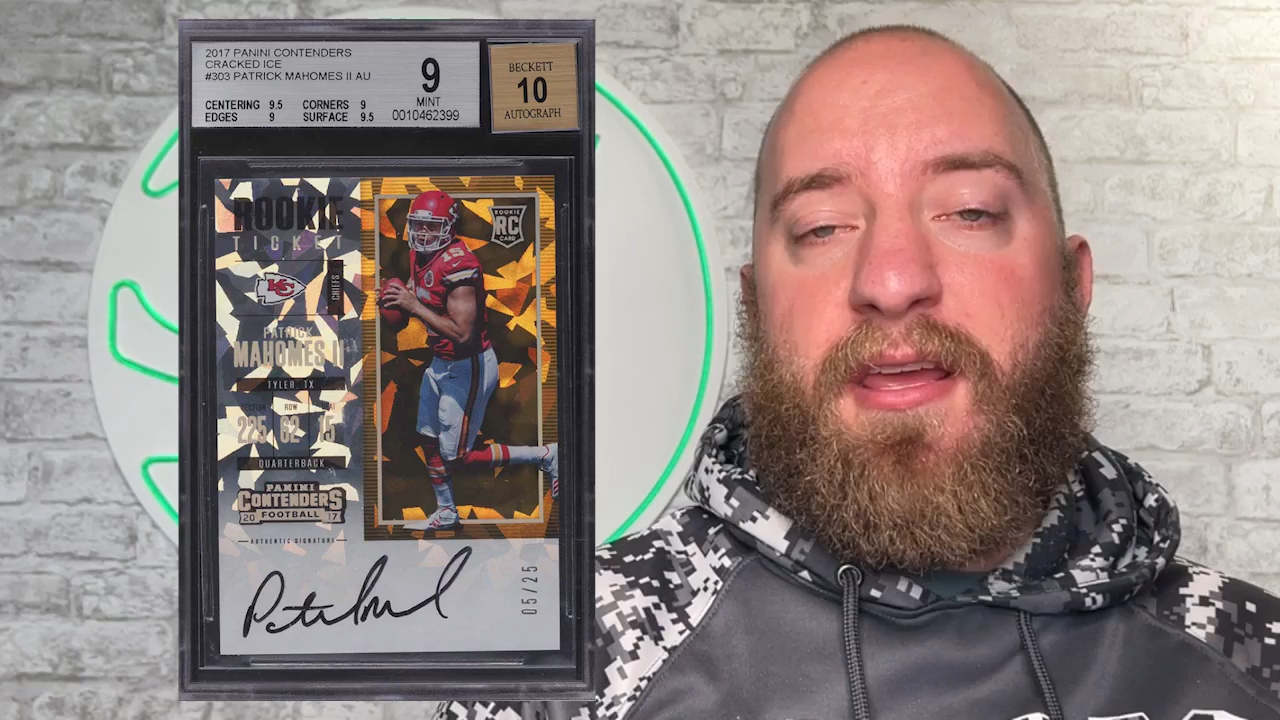 2017 PANINI CONTENDERS
CRACKED ICE
#303 PATRICK MAHOMES II AU
CENTERING 9.5 CORNERS 9
EDGES 9 SURFACE 9.5
9
MINT
0010462399
BECKETT
10
AUTOGRAPH
ROOKIE
TICKET
KC
CHIEFS
PATRICK
MAHOMES II
TYLER, TX
ROW
225 62 15
QUARTERBACK
PANINI
CONTENDERS
20 FOOTBALL 17
AUTHENTIC SIGNATURE
ROOKIE
RC
CARD
15
05/25